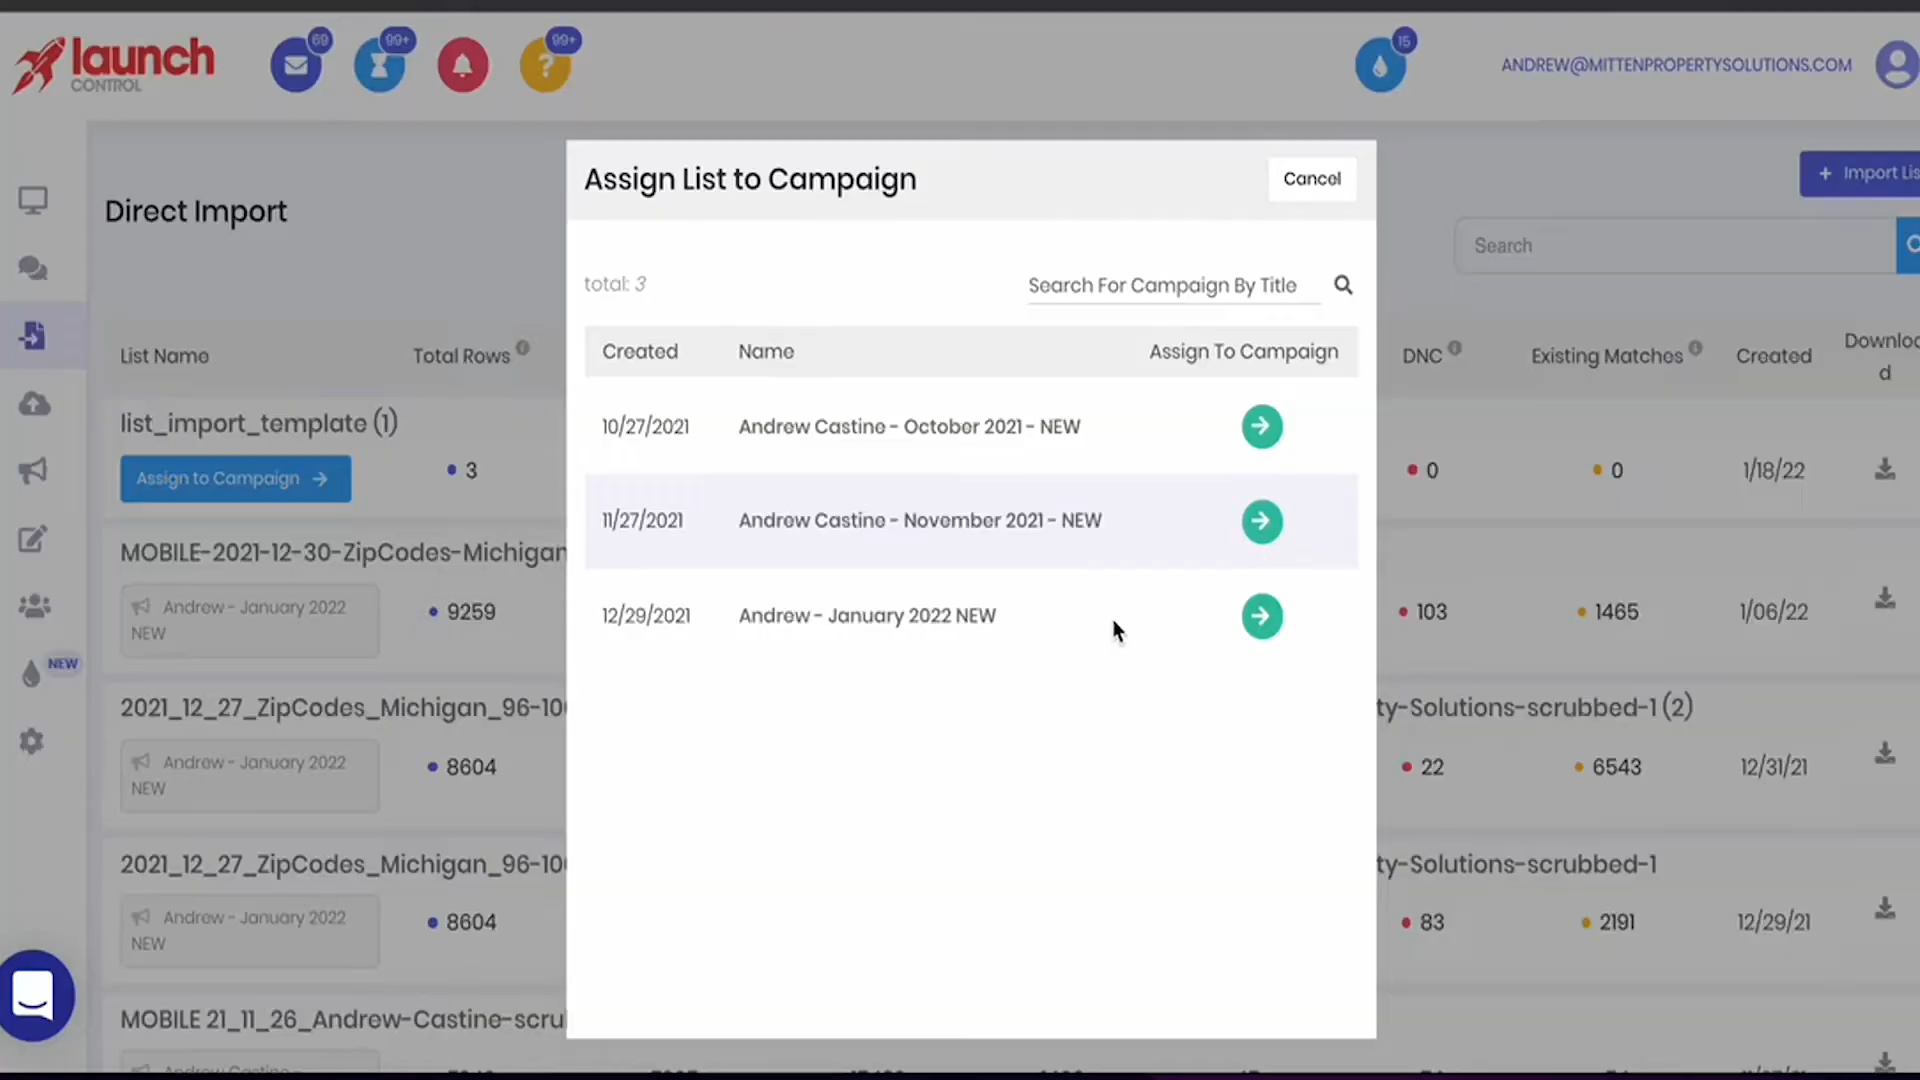 launch
CONTROL
69
99+
99+
15
ANDREW@MITTENPROPERTYSOLUTIONS.COM
Direct Import
+ Import Lis
Search
Assign List to Campaign
Cancel
total: 3
Search For Campaign By Title
Created Name Assign To Campaign
10/27/2021 Andrew Castine - October 2021 - NEW
11/27/2021 Andrew Castine - November 2021 - NEW
12/29/2021 Andrew - January 2022 NEW
List Name Total Rows DNC Existing Matches Created Downloa
d
list_import_template (1)
Assign to Campaign 3 0 0 1/18/22
MOBILE-2021-12-30-ZipCodes-Michigan
Andrew - January 2022
NEW
9259 103 1465 1/06/22
NEW
2021_12_27_ZipCodes_Michigan_96-10 ty-Solutions-scrubbed-1 (2)
Andrew - January 2022
NEW
8604 22 6543 12/31/21
2021_12_27_ZipCodes_Michigan_96-10 ty-Solutions-scrubbed-1
Andrew - January 2022
NEW
8604 83 2191 12/29/21
MOBILE 21_11_26_Andrew-Castine-scru